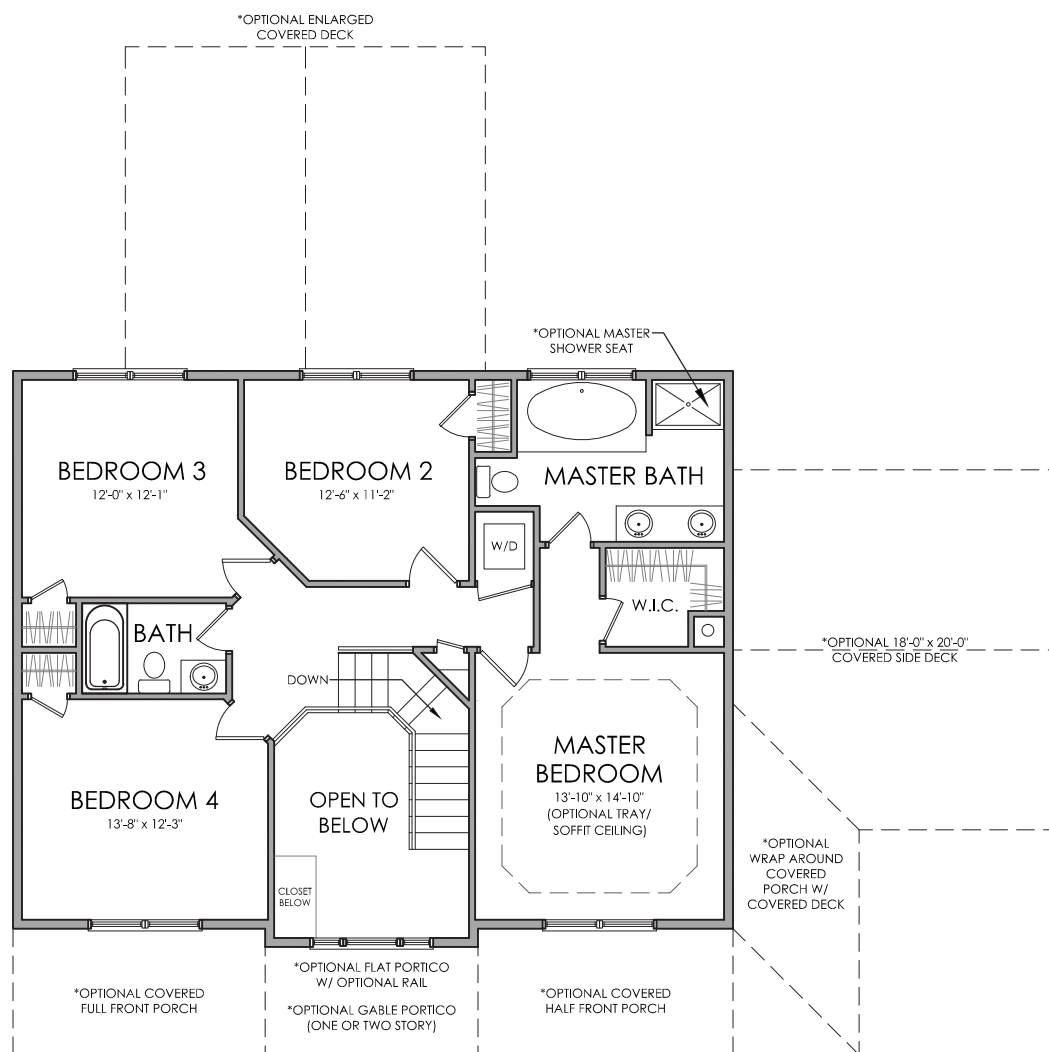 *OPTIONAL ENLARGED
COVERED DECK
*OPTIONAL MASTER
SHOWER SEAT
BEDROOM 3
12'-0" x 12'-1"
BEDROOM 2
12'-6" x 11'-2"
MASTER BATH
W/D
W.I.C.
BATH
*OPTIONAL 18'-0" x 20'-0"
COVERED SIDE DECK
DOWN
MASTER
BEDROOM
13'-10" x 14'-10"
(OPTIONAL TRAY/
SOFFIT CEILING)
BEDROOM 4
13'-8" x 12'-3"
OPEN TO
BELOW
CLOSET
BELOW
*OPTIONAL
WRAP AROUND
COVERED
PORCH W/
COVERED DECK
*OPTIONAL COVERED
FULL FRONT PORCH
*OPTIONAL FLAT PORTICO
W/ OPTIONAL RAIL
*OPTIONAL GABLE PORTICO
(ONE OR TWO STORY)
*OPTIONAL COVERED
HALF FRONT PORCH